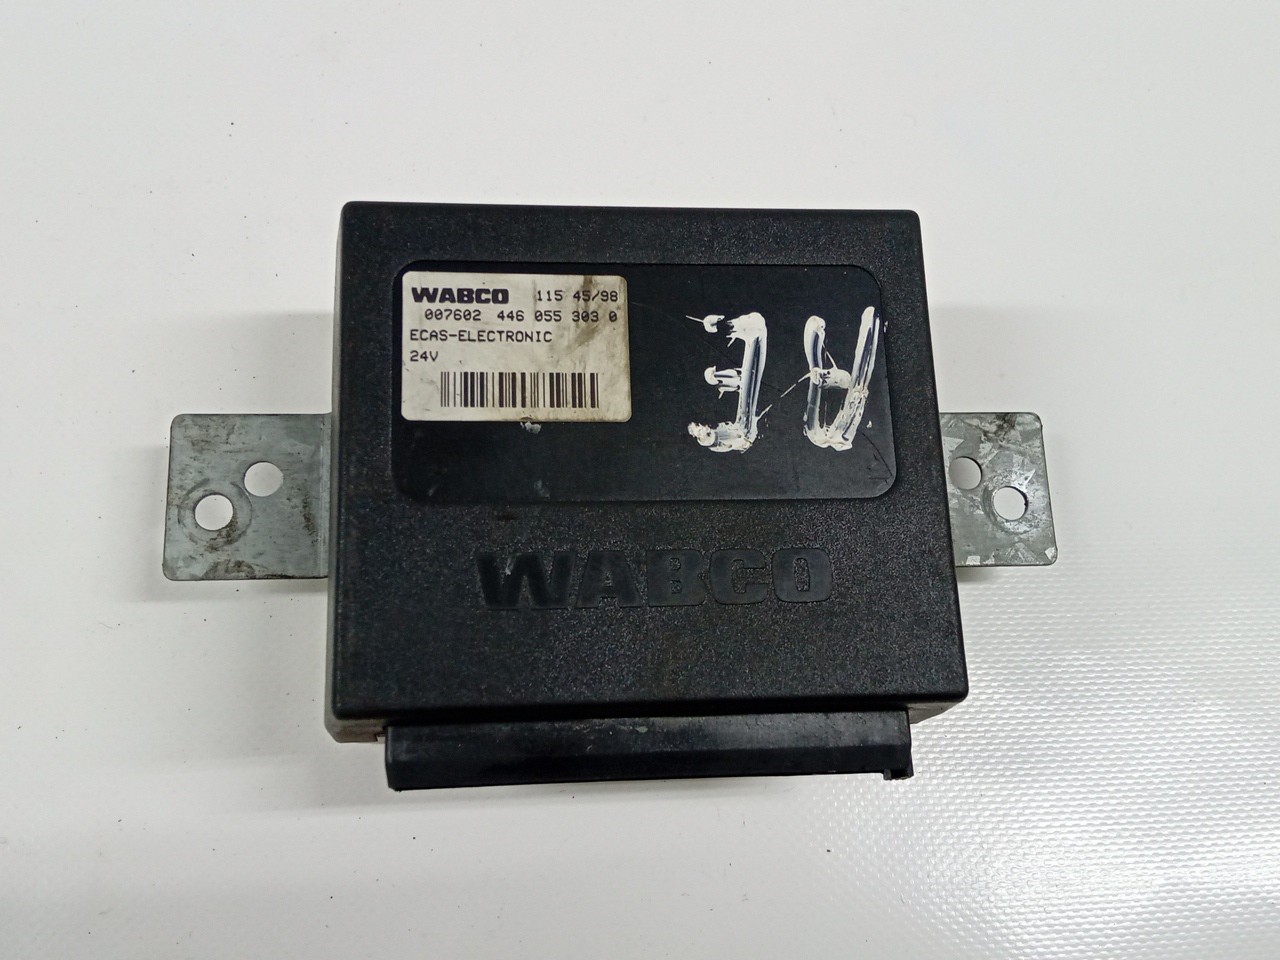 WABCO 115 45/98
007602 446 055 303 0
ECAS-ELECTRONIC
24V
WABCO